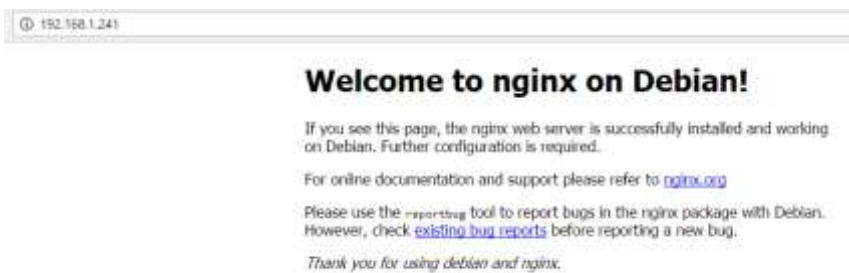 192.168.1.241
Welcome to nginx on Debian!
If you see this page, the nginx web server is successfully installed and working
on Debian. Further configuration is required.
For online documentation and support please refer to nginx.org
Please use the reportbug tool to report bugs in the nginx package with Debian.
However, check existing bug reports before reporting a new bug.
Thank you for using debian and nginx.